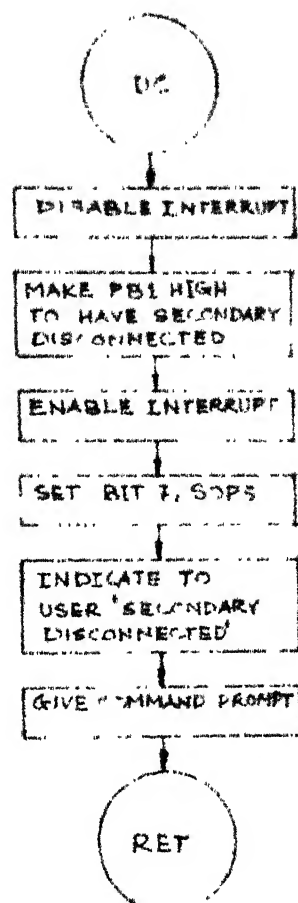 DC
DISABLE INTERRUPT
MAKE PB1 HIGH
TO HAVE SECONDARY
DISCONNECTED
ENABLE INTERRUPT
SET BIT 7,
INDICATE TO
USER 'SECONDARY
DISCONNECTED'
GIVE COMMAND PROMPT
RET